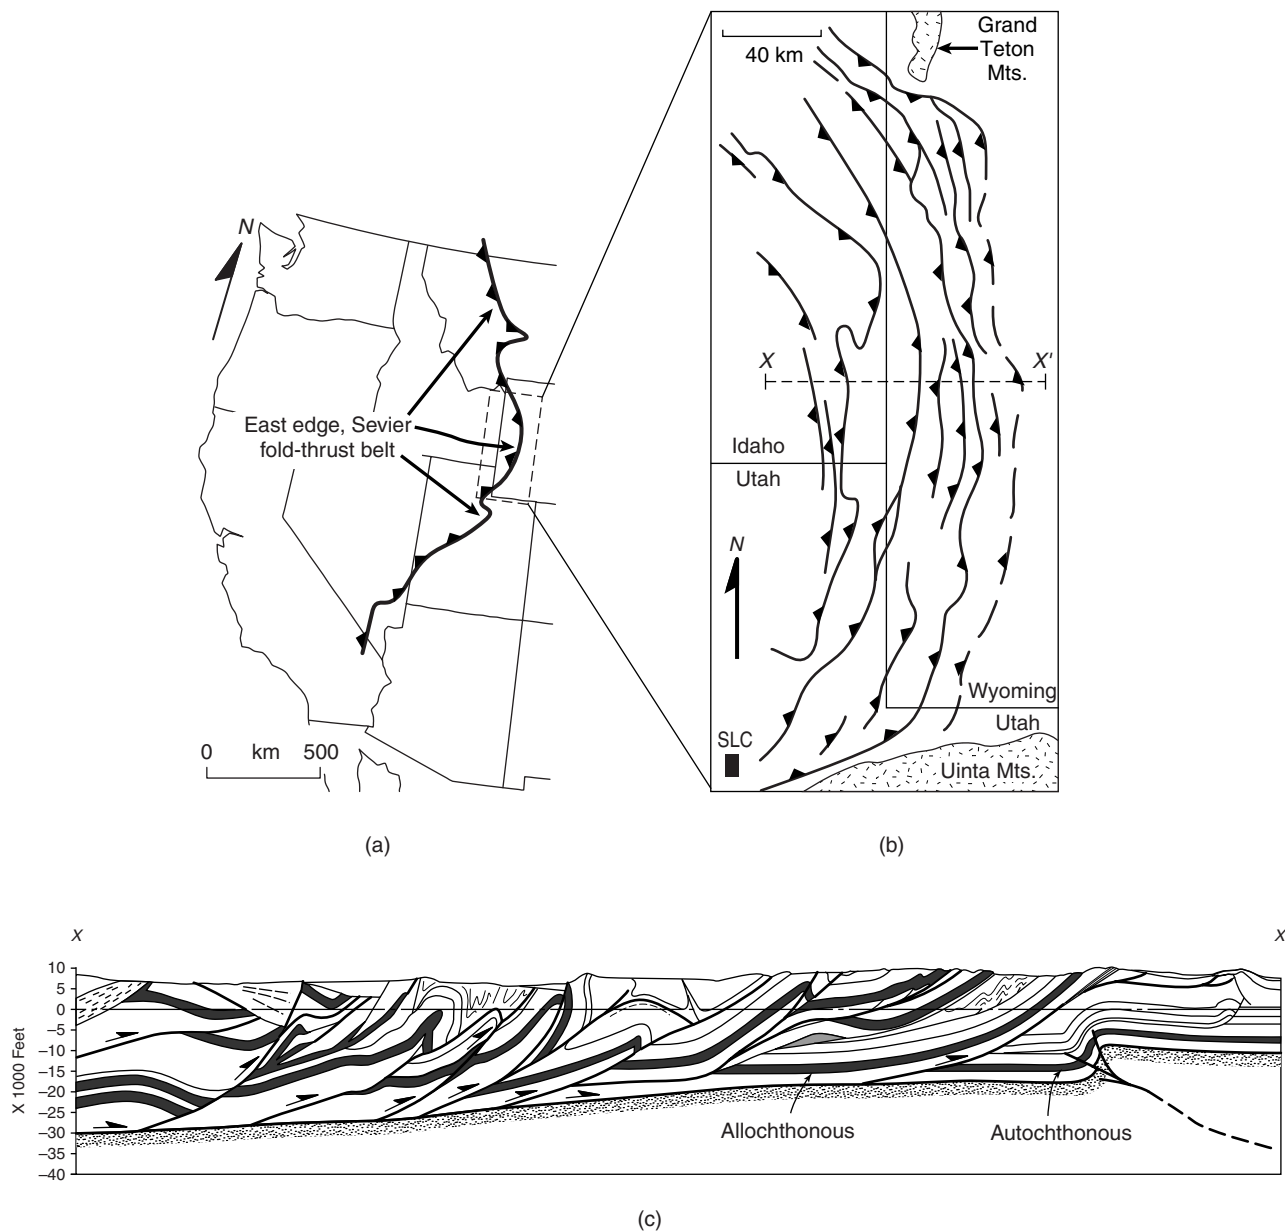 N
East edge, Sevier
fold-thrust belt
0 km 500
(a)
40 km
Grand
Teton
Mts.
X
X'
Idaho
Utah
N
Wyoming
Utah
SLC
Uinta Mts.
(b)
X
X
X 1000 Feet
10
5
0
–5
–10
–15
–20
–25
–30
–35
–40
Allochthonous
Autochthonous
(c)